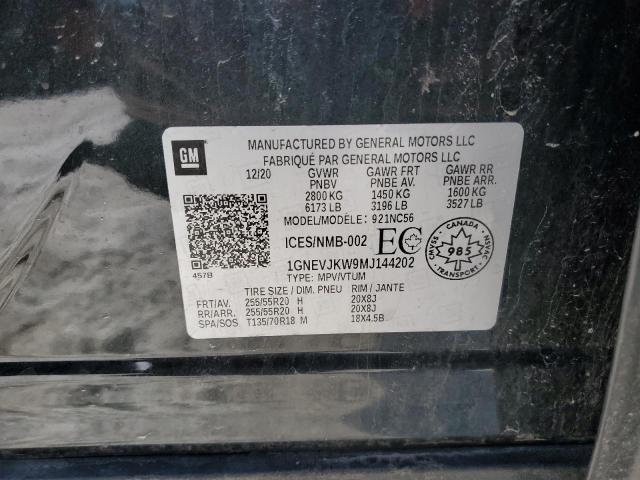 GM
MANUFACTURED BY GENERAL MOTORS LLC
FABRIQUÉ PAR GENERAL MOTORS LLC
12/20 GVWR GAWR FRT GAWR RR
PNBV PNBE AV. PNBE ARR.
2800 KG 1450 KG 1600 KG
6173 LB 3196 LB 3527 LB
MODEL/MODÈLE: 921NC56
ICES/NMB-002 EC
CANADA
985
CMVSS NSVAC
457B
1GNEVJKW9MJ144202
TYPE: MPV/VTUM
TIRE SIZE / DIM. PNEU RIM / JANTE
FRT/AV. 255/55R20 H 20X8J
RR/ARR. 255/55R20 H 20X8J
SPA/SOS T135/70R18 M 18X4.5B